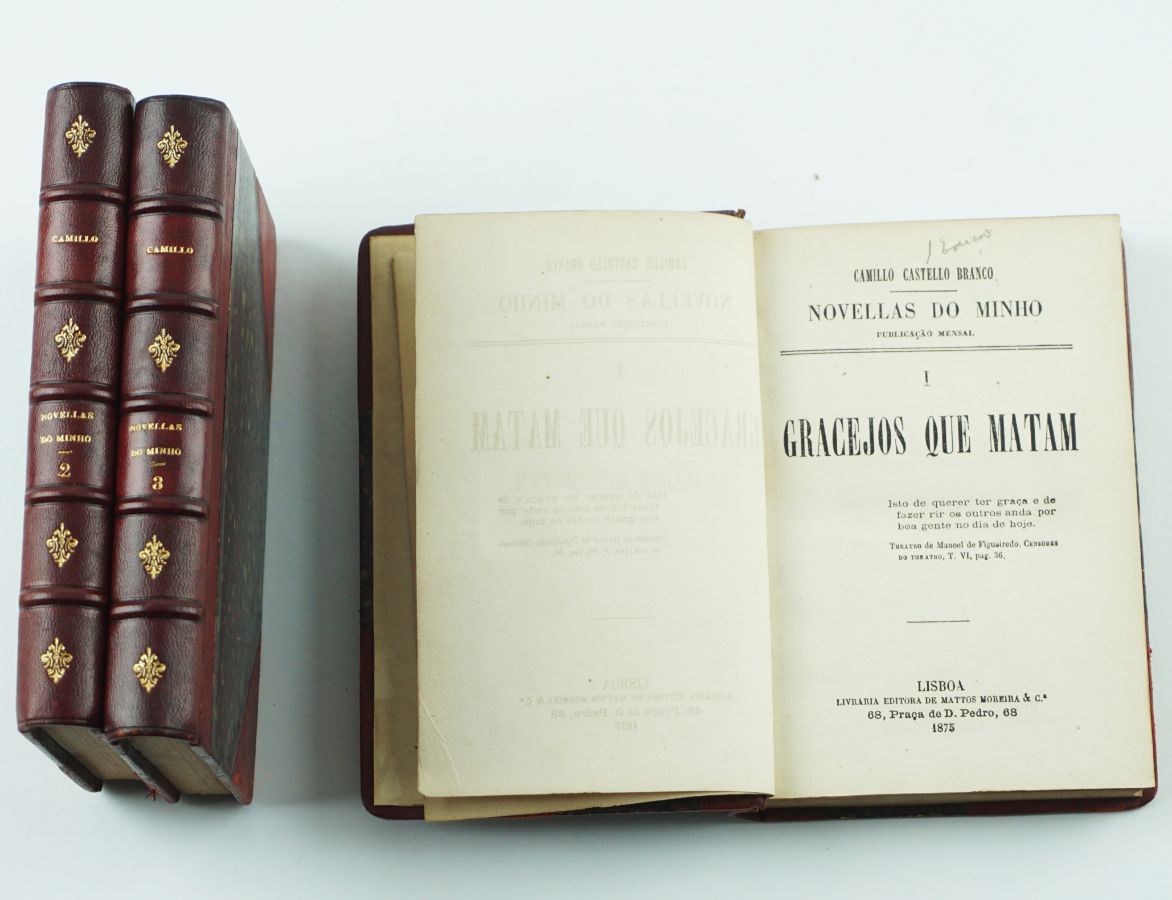 CAMILLO
NOVELLAS
DO MINHO
2
CAMILLO
NOVELLAS
DO MINHO
3
CAMILLO CASTELLO BRANCO
NOVELLAS DO MINHO
PUBLICAÇÃO MENSAL
I
GRACEJOS QUE MATAM
Isto de querer ter graça e de
fazer rir os outros anda por
boa gente no dia de hoje.
THEATRO de Manoel de Figueiredo. CENSORES
DO THEATRO, T. VI, pag. 36.
LISBOA
LIVRARIA EDITORA DE MATTOS MOREIRA & C.ª
68, Praça de D. Pedro, 68
1875